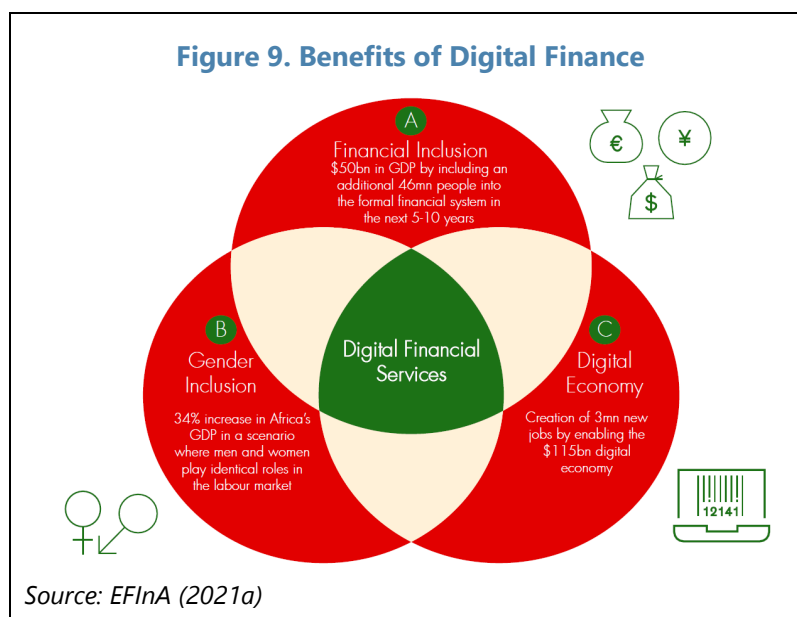 Figure 9. Benefits of Digital Finance
A
Financial Inclusion
$50bn in GDP by including an
additional 46mn people into
the formal financial system in
the next 5-10 years
€
¥
$
B
Gender
Inclusion
34% increase in Africa's
GDP in a scenario
where men and women
play identical roles in
the labour market
Digital Financial
Services
C
Digital
Economy
Creation of 3mn new
jobs by enabling the
$115bn digital
economy
12141
Source: EFInA (2021a)